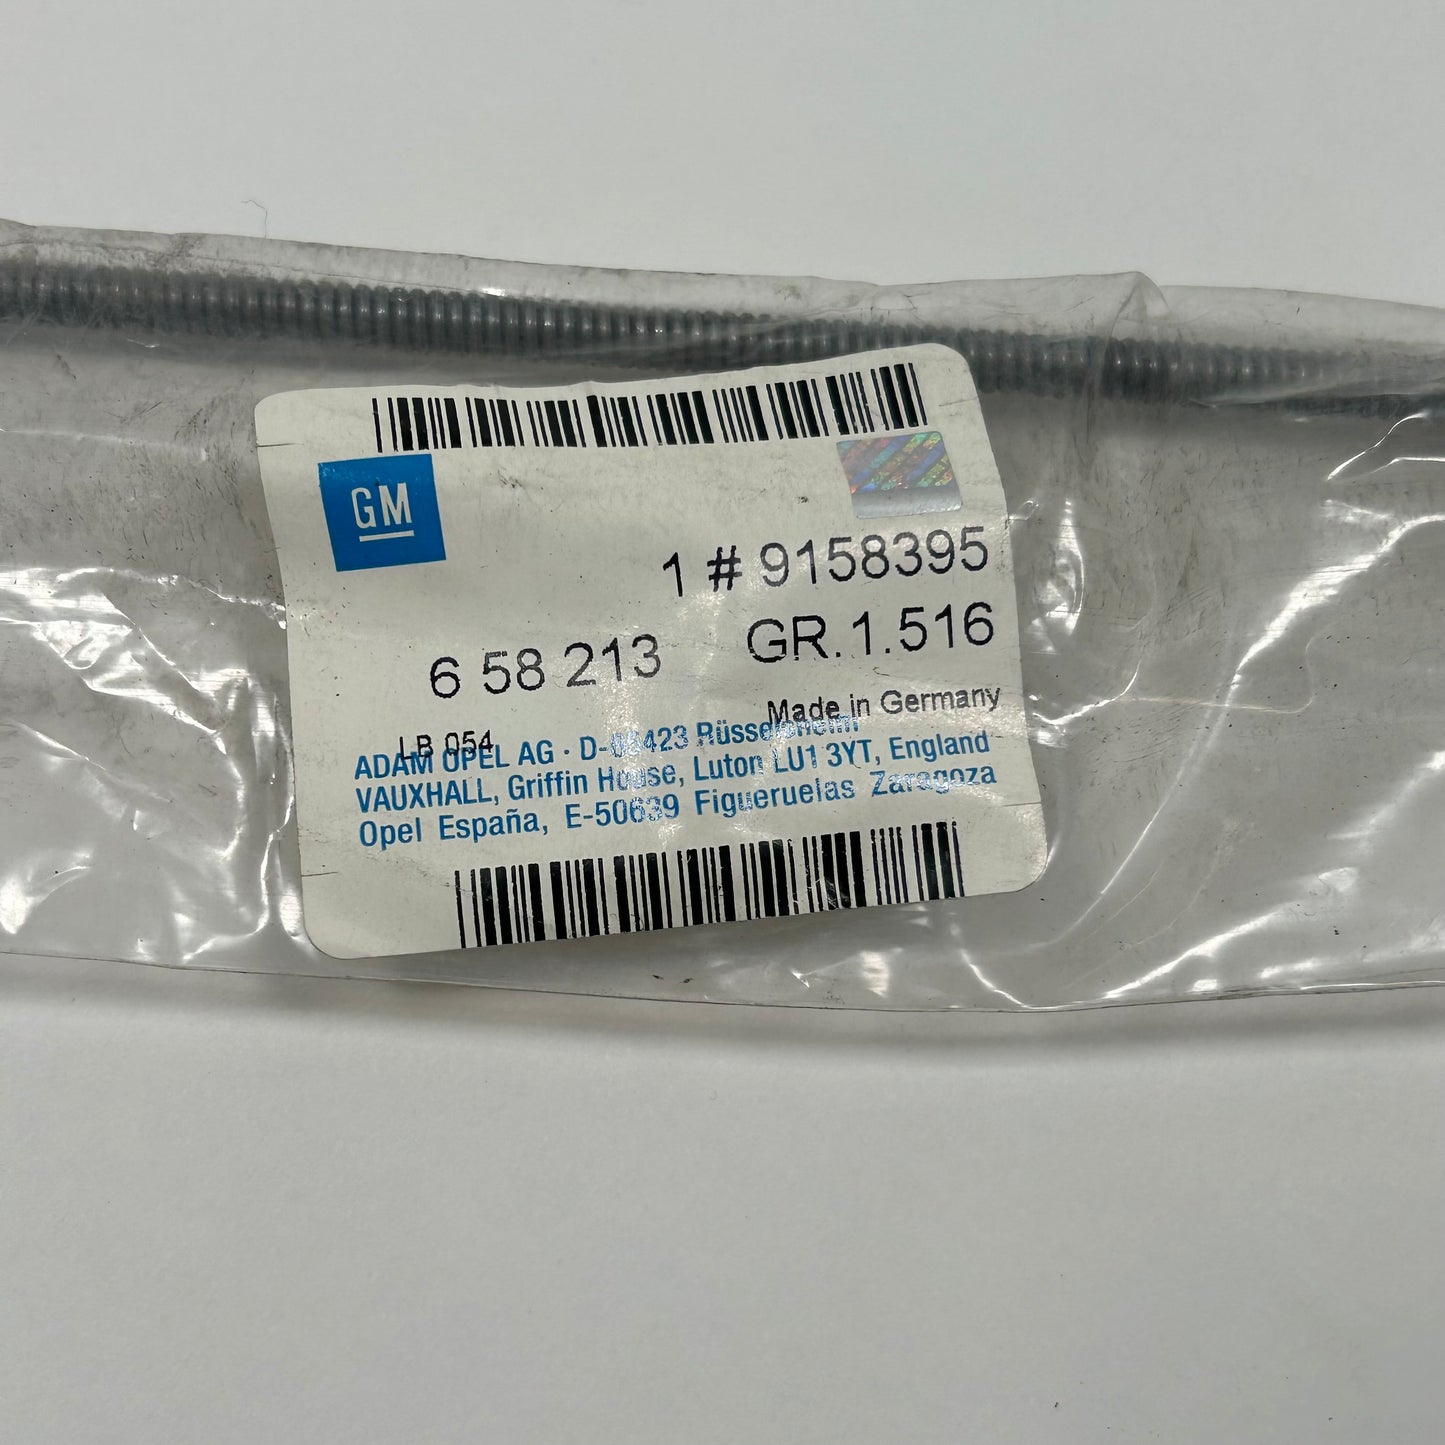 GM
1 # 9158395
6 58 213 GR.1.516
Made in Germany
LB 054
ADAM OPEL AG · D-65423 Rüsselsheim
VAUXHALL, Griffin House, Luton LU1 3YT, England
Opel España, E-50639 Figueruelas Zaragoza